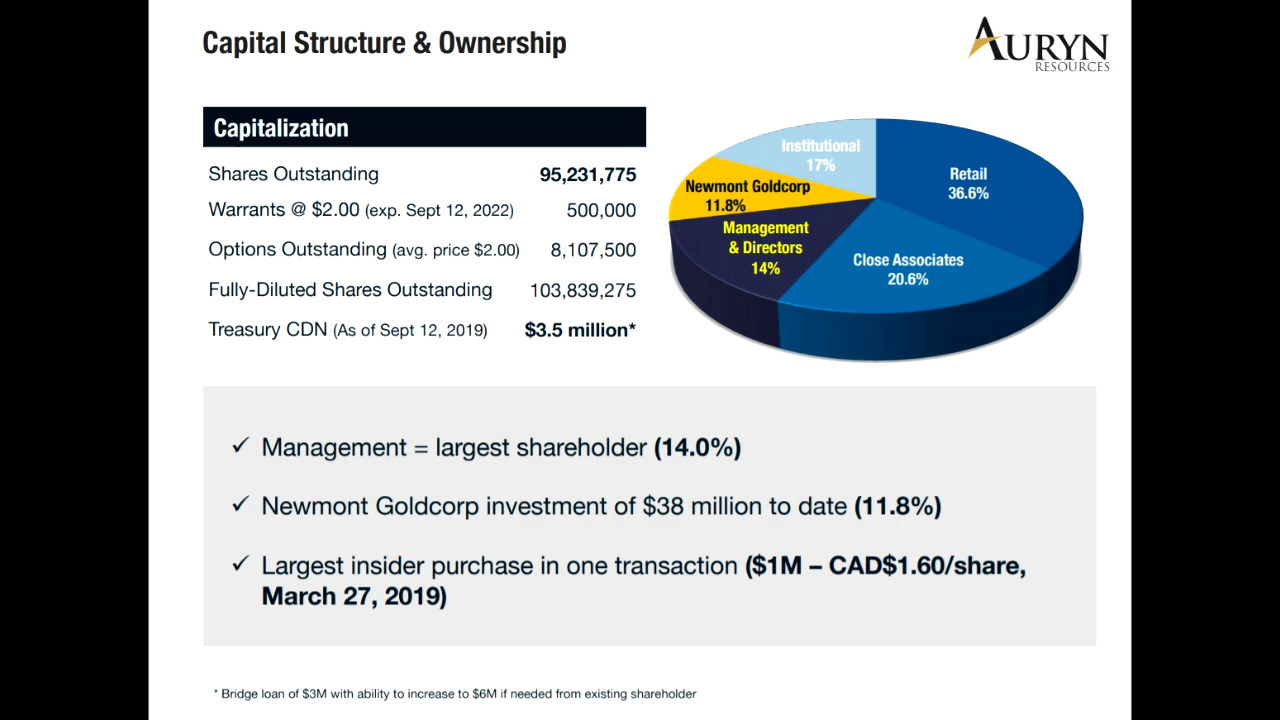 Capital Structure & Ownership
AURYN
RESOURCES
Capitalization
Shares Outstanding 95,231,775
Warrants @ $2.00 (exp. Sept 12, 2022) 500,000
Options Outstanding (avg. price $2.00) 8,107,500
Fully-Diluted Shares Outstanding 103,839,275
Treasury CDN (As of Sept 12, 2019) $3.5 million*
Institutional
17%
Retail
36.6%
Newmont Goldcorp
11.8%
Management
& Directors
14%
Close Associates
20.6%
✓ Management = largest shareholder (14.0%)
✓ Newmont Goldcorp investment of $38 million to date (11.8%)
✓ Largest insider purchase in one transaction ($1M – CAD$1.60/share,
March 27, 2019)
* Bridge loan of $3M with ability to increase to $6M if needed from existing shareholder